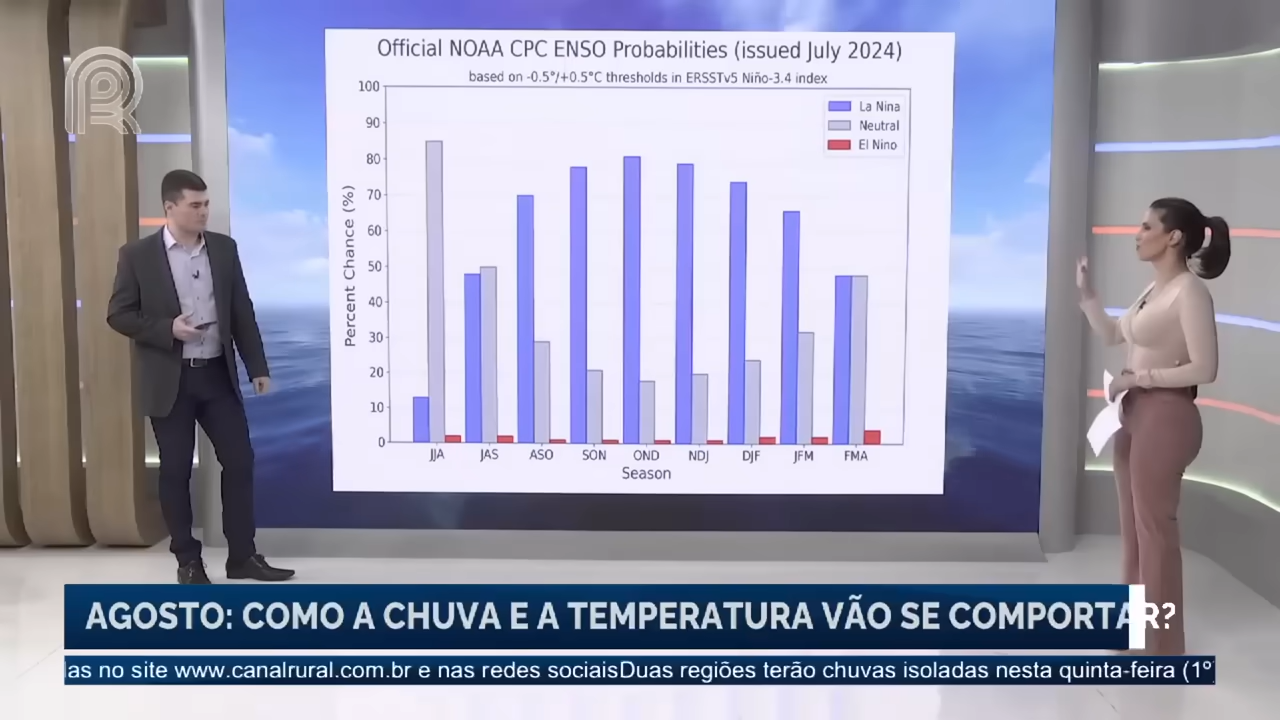 Official NOAA CPC ENSO Probabilities (issued July 2024)
based on -0.5°/+0.5°C thresholds in ERSSTv5 Niño-3.4 index
La Nina
Neutral
El Nino
Percent Chance (%)
100
90
80
70
60
50
40
30
20
10
0
JJA JAS ASO SON OND NDJ DJF JFM FMA
Season
AGOSTO: COMO A CHUVA E A TEMPERATURA VÃO SE COMPORTAR?
as no site www.canalrural.com.br e nas redes sociaisDuas regiões terão chuvas isoladas nesta quinta-feira (1º